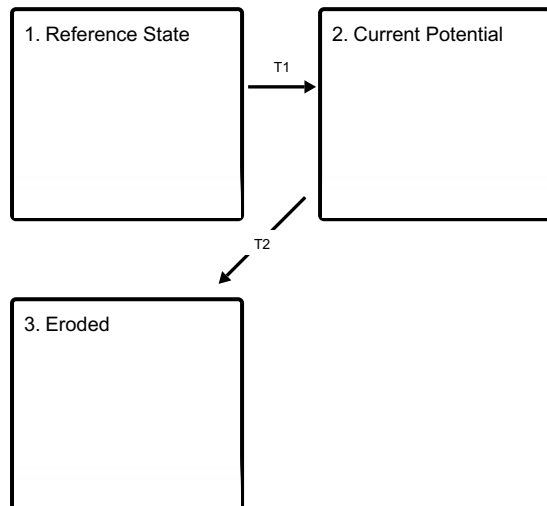 1. Reference State
T1
2. Current Potential
T2
3. Eroded